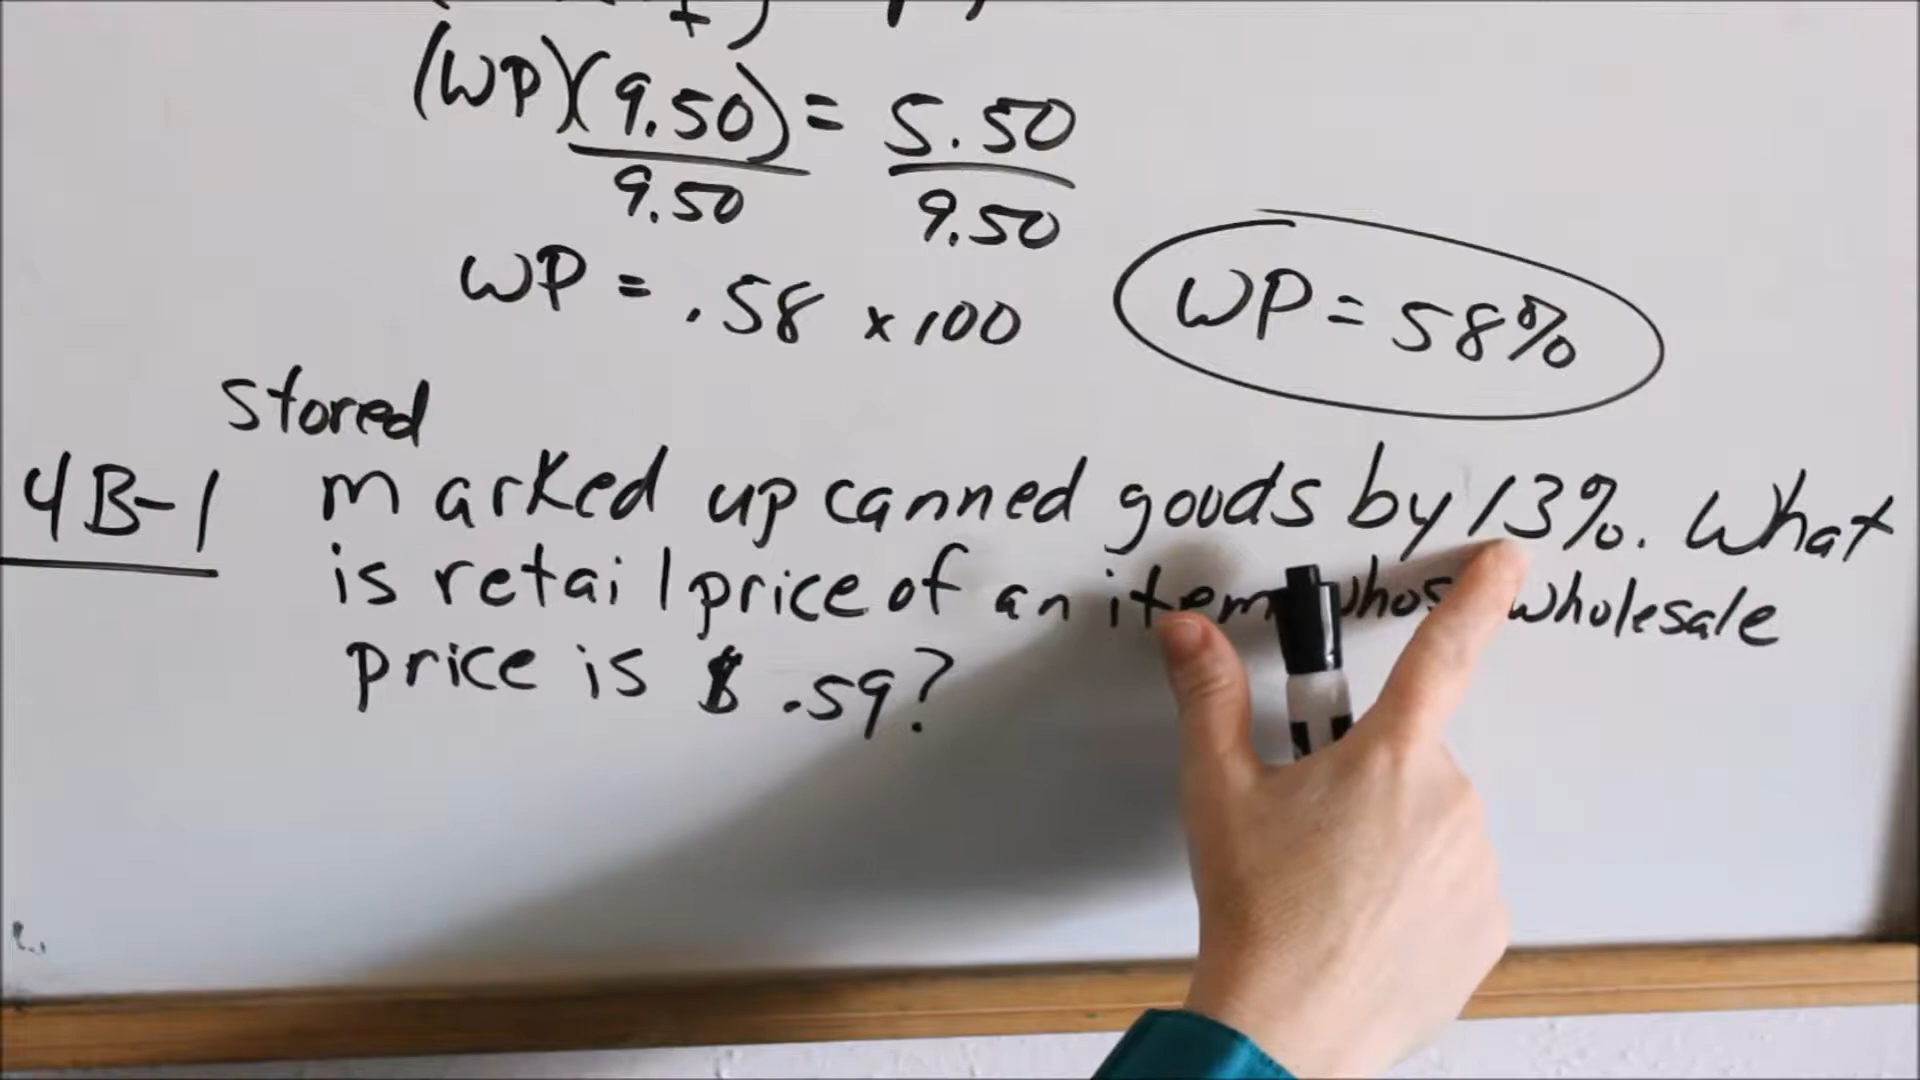 (WP)(9.50) = 5.50
9.50 9.50
WP = .58 x 100
WP = 58%
stored
4B-1 marked up canned goods by 13%. What
is retail price of an item whose wholesale
price is $ .59?